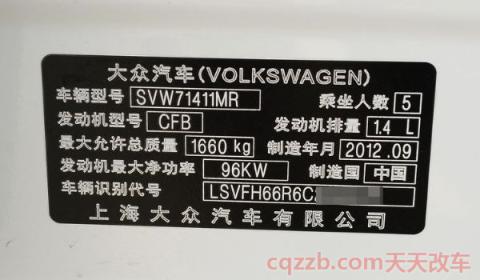 大众汽车(VOLKSWAGEN)
车辆型号 SVW71411MR 乘坐人数 5
发动机型号 CFB 发动机排量 1.4 L
最大允许总质量 1660 kg 制造年月 2012.09
发动机最大净功率 96KW 制造国 中国
车辆识别代号 LSVFH66R6C
上海大众汽车有限公司
cqzzb.com天天改车